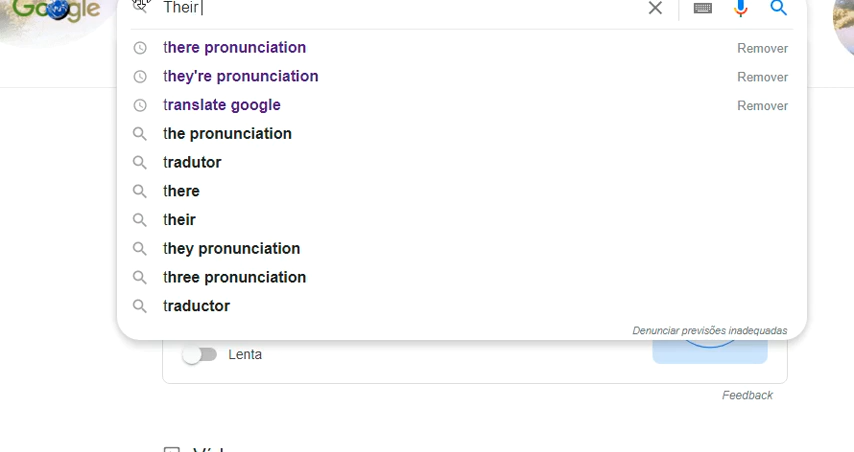 Google
Their
there pronunciation Remover
they're pronunciation Remover
translate google Remover
the pronunciation
tradutor
there
their
they pronunciation
three pronunciation
traductor
Denunciar previsões inadequadas
Lenta
Feedback